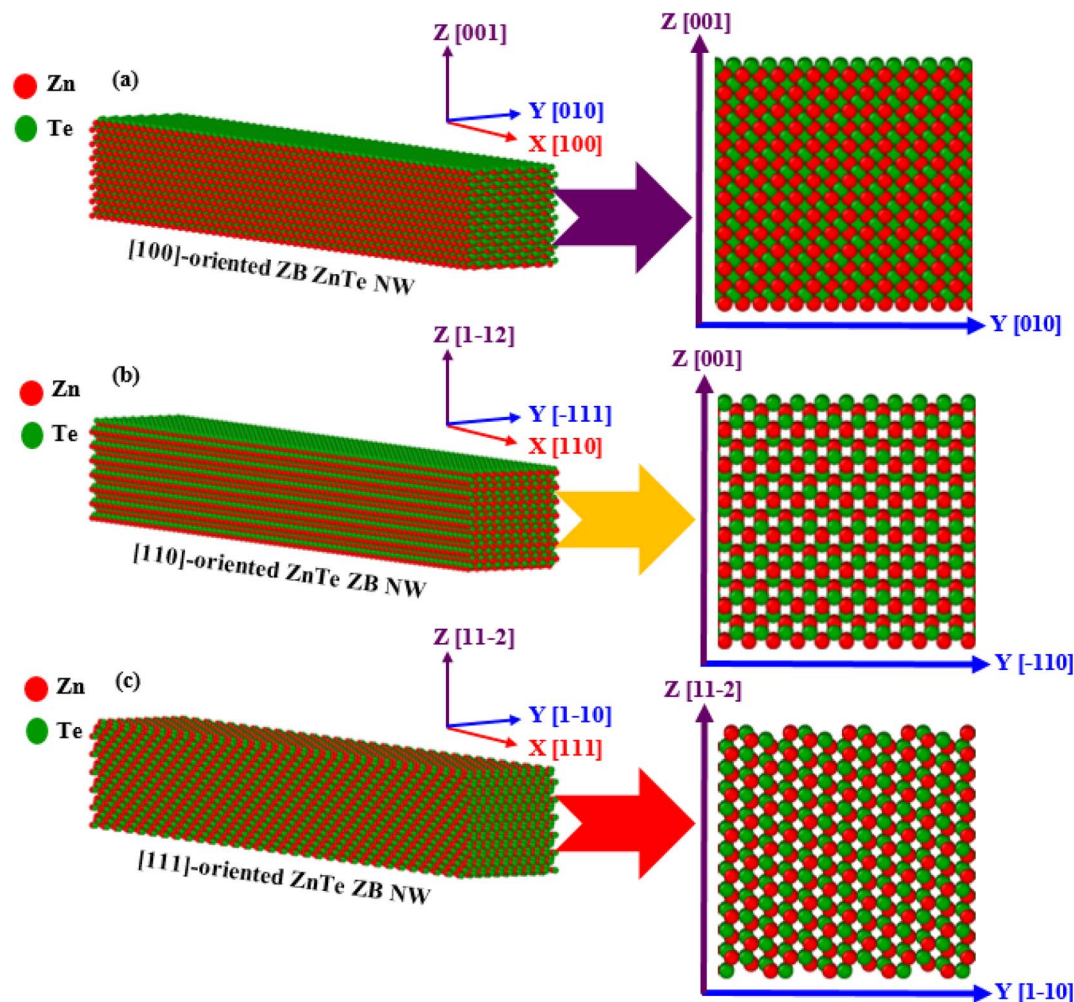 Z [001]
Z [001]
Zn
(a)
Te
Y [010]
X [100]
[100]-oriented ZB ZnTe NW
Y [010]
Z [1-12]
Z [001]
Zn
(b)
Te
Y [-111]
X [110]
[110]-oriented ZnTe ZB NW
Y [-110]
Z [11-2]
Z [11-2]
Zn
(c)
Te
Y [1-10]
X [111]
[111]-oriented ZnTe ZB NW
Y [1-10]